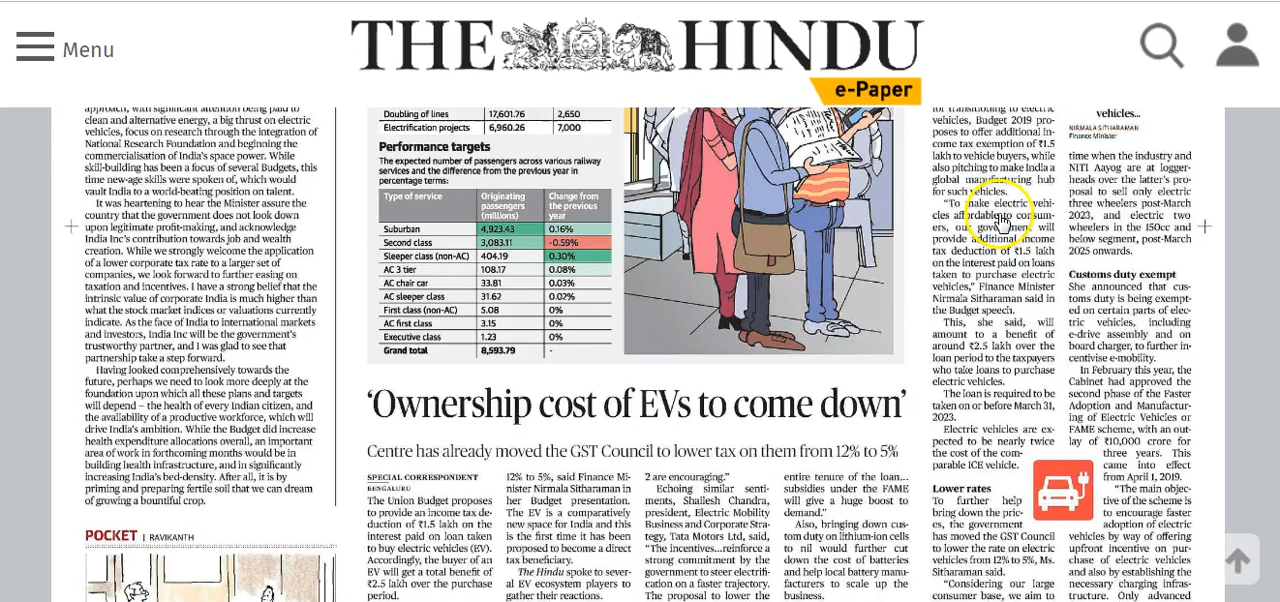 Menu
THE HINDU
e-Paper
approach, with significant attention being paid to
clean and alternative energy, a big thrust on electric
vehicles, focus on research through the integration of
National Research Foundation and beginning the
commercialisation of India's space power. While
skill-building has been a focus of several Budgets, this
time new-age skills were spoken of, which would
vault India to a world-beating position on talent.
It was heartening to hear the Minister assure the
country that the government does not look down
upon legitimate profit-making, and acknowledge
India Inc's contribution towards job and wealth
creation. While we strongly welcome the application
of a lower corporate tax rate to a larger set of
companies, we look forward to further easing on
taxation and incentives. I have a strong belief that the
intrinsic value of corporate India is much higher than
what the stock market indices or valuations currently
indicate. As the face of India to international markets
and investors, India Inc will be the government's
trustworthy partner, and I was glad to see that
partnership take a step forward.
Having looked comprehensively towards the
future, perhaps we need to look more deeply at the
foundation upon which all these plans and targets
will depend – the health of every Indian citizen, and
the availability of a productive workforce, which will
drive India's ambition. While the Budget did increase
health expenditure allocations overall, an important
area of work in forthcoming months would be in
building health infrastructure, and in significantly
increasing India's bed-density. After all, it is by
priming and preparing fertile soil that we can dream
of growing a bountiful crop.
POCKET | RAVIKANTH
Doubling of lines 17,601.76 2,650
Electrification projects 6,960.26 7,000
Performance targets
The expected number of passengers across various railway
services and the difference from the previous year in
percentage terms:
Type of service Originating passengers (millions) Change from the previous year
Suburban 4,923.43 0.16%
Second class 3,083.11 -0.59%
Sleeper class (non-AC) 404.19 0.30%
AC 3 tier 108.17 0.08%
AC chair car 33.81 0.03%
AC sleeper class 31.62 0.02%
First class (non-AC) 5.08 0%
AC first class 3.15 0%
Executive class 1.23 0%
Grand total 8,593.79 -
'Ownership cost of EVs to come down'
Centre has already moved the GST Council to lower tax on them from 12% to 5%
SPECIAL CORRESPONDENT
BENGALURU
The Union Budget proposes
to provide an income tax de-
duction of ₹1.5 lakh on the
interest paid on loan taken
to buy electric vehicles (EV).
Accordingly, the buyer of an
EV will get a total benefit of
₹2.5 lakh over the purchase
period.
12% to 5%, said Finance Mi-
nister Nirmala Sitharaman in
her Budget presentation.
The EV is a comparatively
new space for India and this
is the first time it has been
proposed to become a direct
tax beneficiary.
The Hindu spoke to sever-
al EV ecosystem players to
gather their reactions.
2 are encouraging."
Echoing similar senti-
ments, Shailesh Chandra,
president, Electric Mobility
Business and Corporate Stra-
tegy, Tata Motors Ltd, said,
"The incentives...reinforce a
strong commitment by the
government to steer electrifi-
cation on a faster trajectory.
The proposal to lower the
entire tenure of the loan...
subsidies under the FAME
will give a huge boost to
demand."
Also, bringing down cus-
tom duty on lithium-ion cells
to nil would further cut
down the cost of batteries
and help local battery manu-
facturers to scale up the
business.
for transitioning to electric
vehicles, Budget 2019 pro-
poses to offer additional in-
come tax exemption of ₹1.5
lakh to vehicle buyers, while
also pitching to make India a
global manufacturing hub
for such vehicles.
"To make electric vehi-
cles affordable to consum-
ers, our government will
provide additional income
tax deduction of ₹1.5 lakh
on the interest paid on loans
taken to purchase electric
vehicles," Finance Minister
Nirmala Sitharaman said in
the Budget speech.
This, she said, will
amount to a benefit of
around ₹2.5 lakh over the
loan period to the taxpayers
who take loans to purchase
electric vehicles.
The loan is required to be
taken on or before March 31,
2023.
Electric vehicles are ex-
pected to be nearly twice
the cost of the com-
parable ICE vehicle.
Lower rates
To further help
bring down the pric-
es, the government
has moved the GST Council
to lower the rate on electric
vehicles from 12% to 5%, Ms.
Sitharaman said.
"Considering our large
consumer base, we aim to
vehicles...
NIRMALA SITHARAMAN
Finance Minister
time when the industry and
NITI Aayog are at logger-
heads over the latter's pro-
posal to sell only electric
three wheelers post-March
2023, and electric two
wheelers in the 150cc and
below segment, post-March
2025 onwards.
Customs duty exempt
She announced that cus-
toms duty is being exempt-
ed on certain parts of elec-
tric vehicles, including
e-drive assembly and on
board charger, to further in-
centivise e-mobility.
In February this year, the
Cabinet had approved the
second phase of the Faster
Adoption and Manufactur-
ing of Electric Vehicles or
FAME scheme, with an out-
lay of ₹10,000 crore for
three years. This
came into effect
from April 1, 2019.
"The main objec-
tive of the scheme is
to encourage faster
adoption of electric
vehicles by way of offering
upfront incentive on pur-
chase of electric vehicles
and also by establishing the
necessary charging infras-
tructure. Only advanced